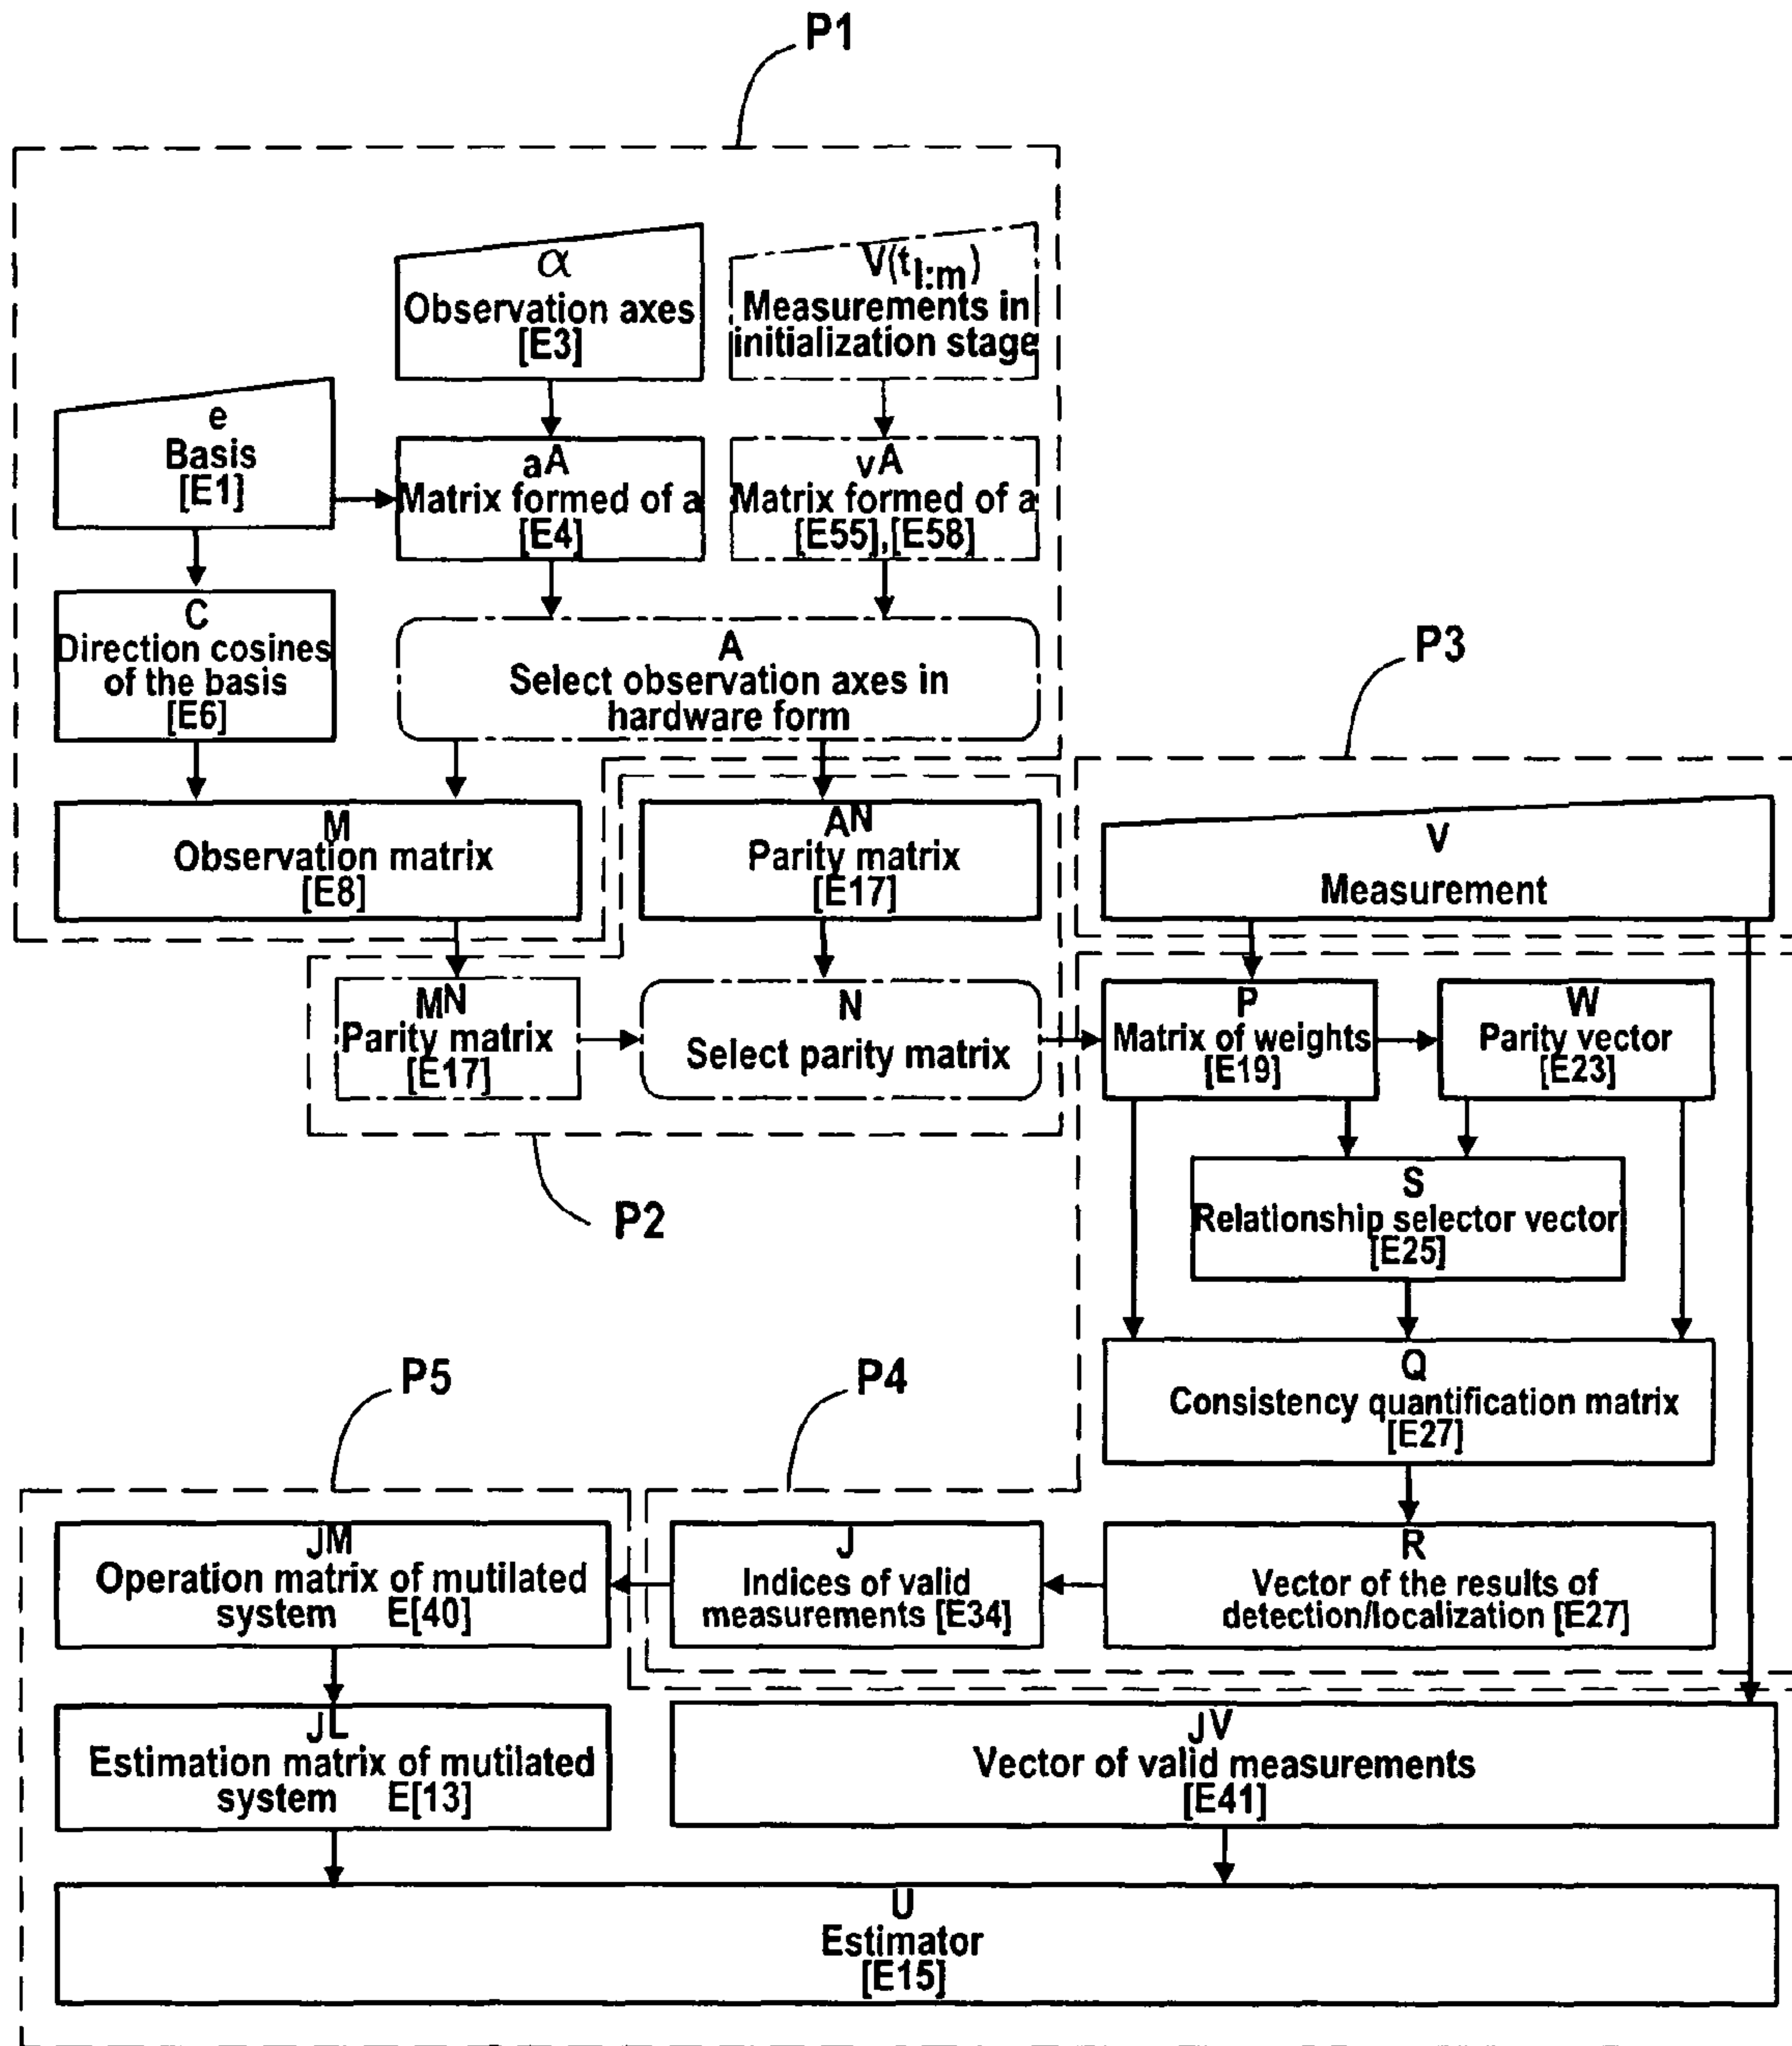 P1
α
Observation axes
[E3]
V(tl:m)
Measurements in
initialization stage
e
Basis
[E1]
aA
Matrix formed of a
[E4]
vA
Matrix formed of a
[E55],[E58]
C
Direction cosines
of the basis
[E6]
A
Select observation axes in
hardware form
P3
M
Observation matrix
[E8]
AN
Parity matrix
[E17]
V
Measurement
MN
Parity matrix
[E17]
N
Select parity matrix
P
Matrix of weights
[E19]
W
Parity vector
[E23]
P2
S
Relationship selector vector
[E25]
Q
Consistency quantification matrix
[E27]
P5
P4
JM
Operation matrix of mutilated
system E[40]
J
Indices of valid
measurements [E34]
R
Vector of the results of
detection/localization [E27]
JL
Estimation matrix of mutilated
system E[13]
JV
Vector of valid measurements
[E41]
U
Estimator
[E15]